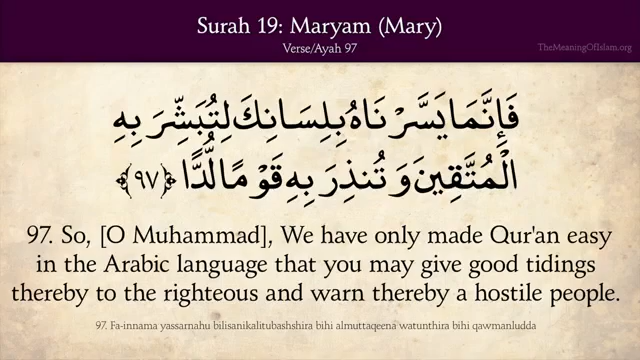 Surah 19: Maryam (Mary)
Verse/Ayah 97
TheMeaningOfIslam.org
فَإِنَّمَا يَسَّرْنَاهُ بِلِسَانِكَ لِتُبَشِّرَ بِهِ
الْمُتَّقِينَ وَتُنذِرَ بِهِ قَوْمًا لُّدًّا ﴿٩٧﴾
97. So, [O Muhammad], We have only made Qur'an easy
in the Arabic language that you may give good tidings
thereby to the righteous and warn thereby a hostile people.
97. Fa-innama yassarnahu bilisanikalitubashshira bihi almuttaqeena watunthira bihi qawmanludda